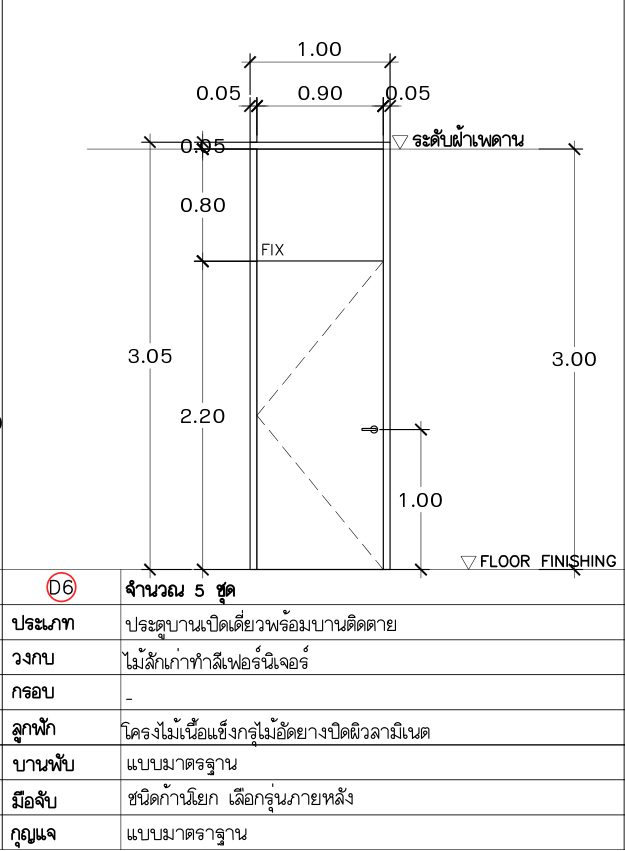 1.00
0.05 0.90 0.05
0.05 ระดับฝ้าเพดาน
0.80
FIX
3.05 3.00
2.20
1.00
FLOOR FINISHING
D6 จำนวณ 5 ชุด
ประเภท ประตูบานเปิดเดี่ยวพร้อมบานติดตาย
วงกบ ไม้สักเก่าทำสีเฟอร์นิเจอร์
กรอบ -
ลูกฟัก โครงไม้เนื้อแข็งกรุไม้อัดยางปิดผิวลามิเนต
บานพับ แบบมาตรฐาน
มือจับ ชนิดก้านโยก เลือกรุ่นภายหลัง
กุญแจ แบบมาตราฐาน